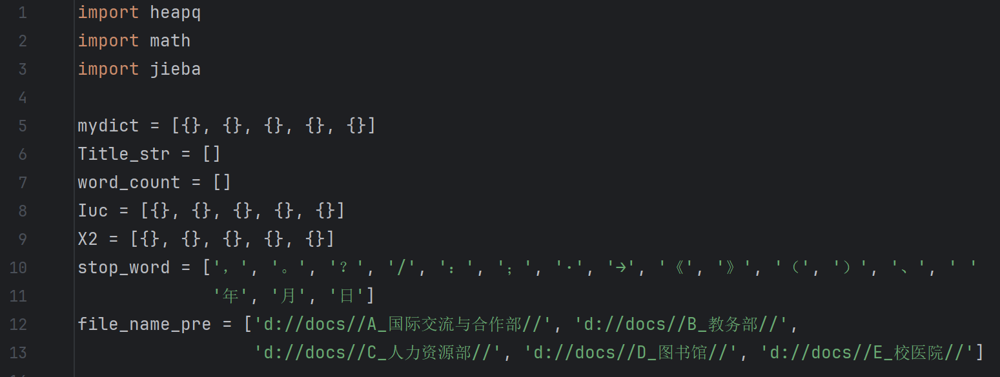 1 import heapq
2 import math
3 import jieba
4
5 mydict = [{}, {}, {}, {}, {}]
6 Title_str = []
7 word_count = []
8 Iuc = [{}, {}, {}, {}, {}]
9 X2 = [{}, {}, {}, {}, {}]
10 stop_word = ['，', '。', '？', '/', '：', '；', '·', '→', '《', '》', '（', '）', '、', ' '
11 '年', '月', '日']
12 file_name_pre = ['d://docs//A_国际交流与合作部//', 'd://docs//B_教务部//',
13 'd://docs//C_人力资源部//', 'd://docs//D_图书馆//', 'd://docs//E_校医院//']